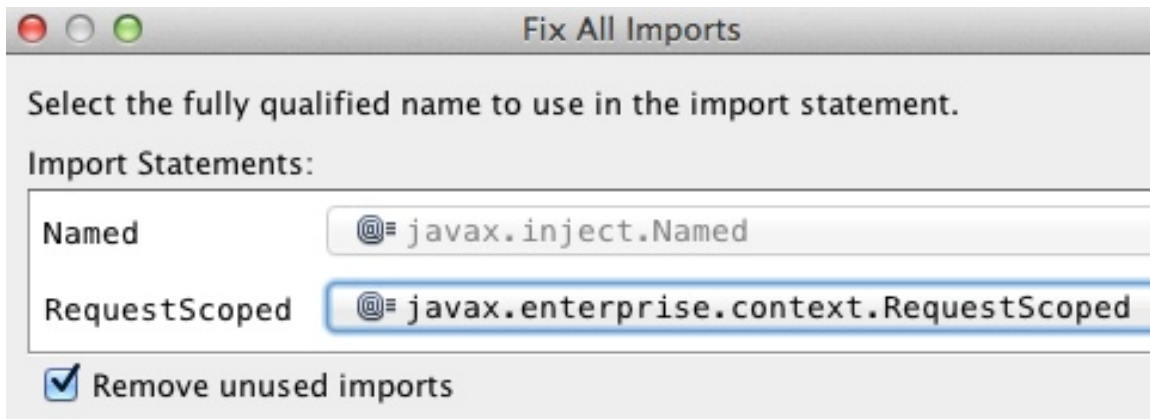 Fix All Imports
Select the fully qualified name to use in the import statement.
Import Statements:
Named javax.inject.Named
RequestScoped javax.enterprise.context.RequestScoped
Remove unused imports